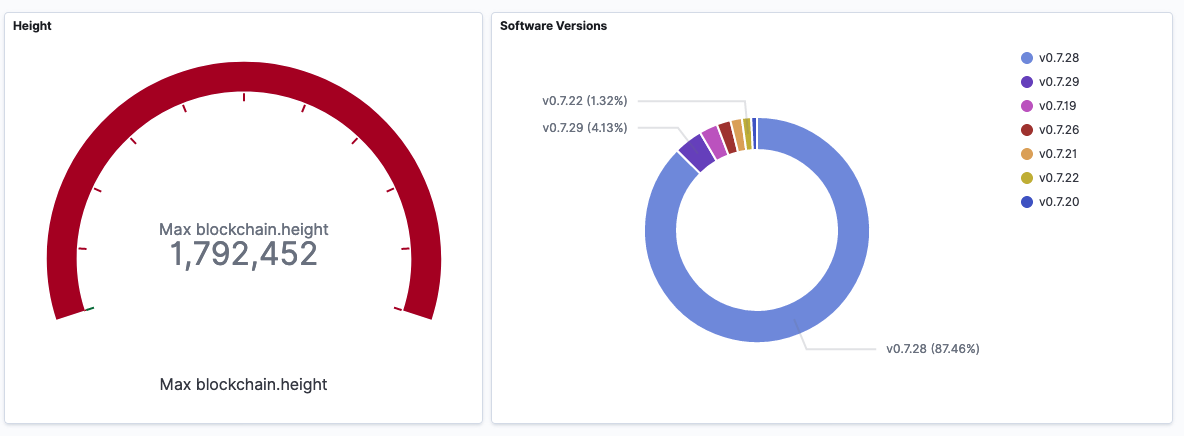 Height
Max blockchain.height
1,792,452
Max blockchain.height
Software Versions
v0.7.22 (1.32%)
v0.7.29 (4.13%)
v0.7.28 (87.46%)
v0.7.28
v0.7.29
v0.7.19
v0.7.26
v0.7.21
v0.7.22
v0.7.20